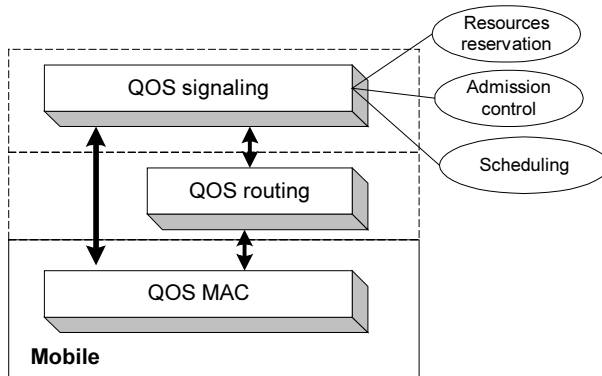 Resources
reservation
QOS signaling
Admission
control
Scheduling
QOS routing
QOS MAC
Mobile